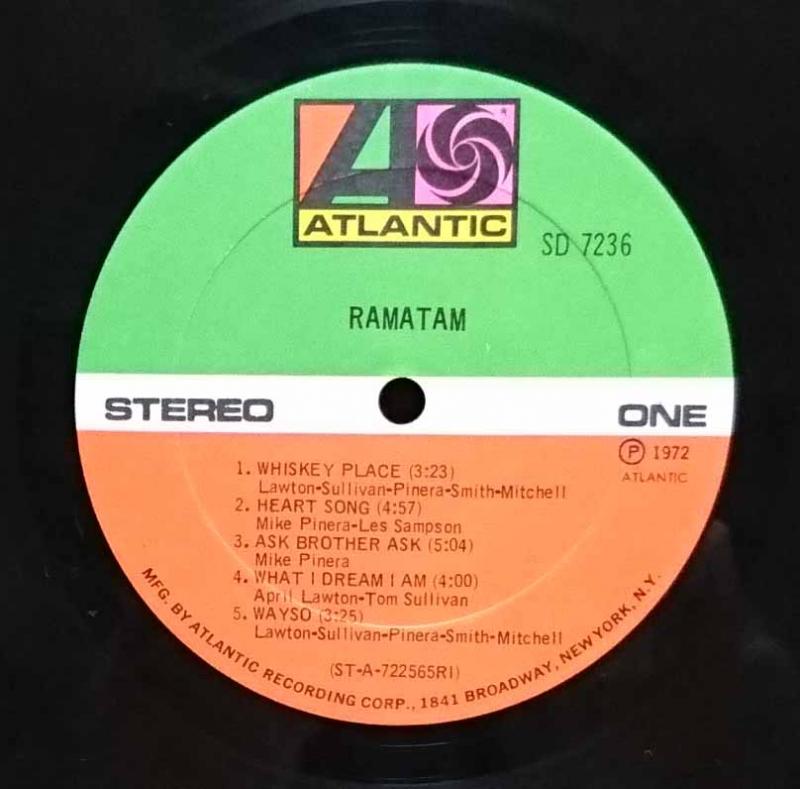 ATLANTIC
SD 7236
RAMATAM
STEREO
ONE
Ⓟ 1972
ATLANTIC
1. WHISKEY PLACE (3:23)
Lawton-Sullivan-Pinera-Smith-Mitchell
2. HEART SONG (4:57)
Mike Pinera-Les Sampson
3. ASK BROTHER ASK (5:04)
Mike Pinera
4. WHAT I DREAM I AM (4:00)
April Lawton-Tom Sullivan
5. WAYSO (3:25)
Lawton-Sullivan-Pinera-Smith-Mitchell
(ST-A-722565RI)
MFG. BY ATLANTIC RECORDING CORP., 1841 BROADWAY, NEW YORK, N.Y.